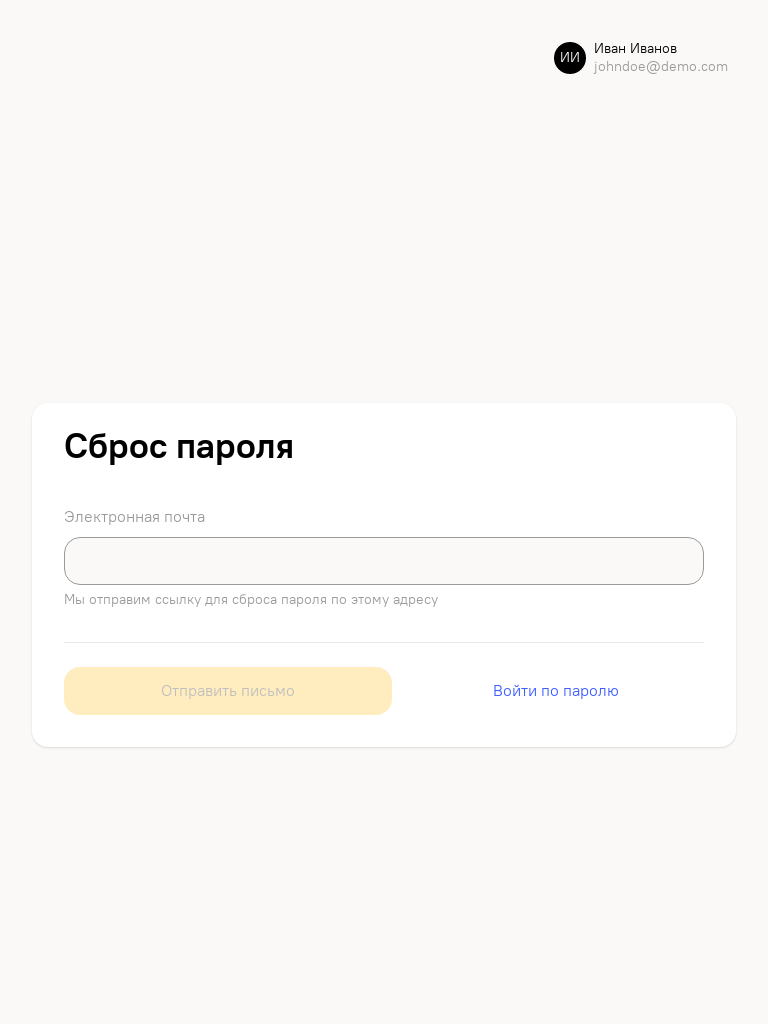 ИИ
Иван Иванов
johndoe@demo.com
Сброс пароля
Электронная почта
Мы отправим ссылку для сброса пароля по этому адресу
Отправить письмо
Войти по паролю